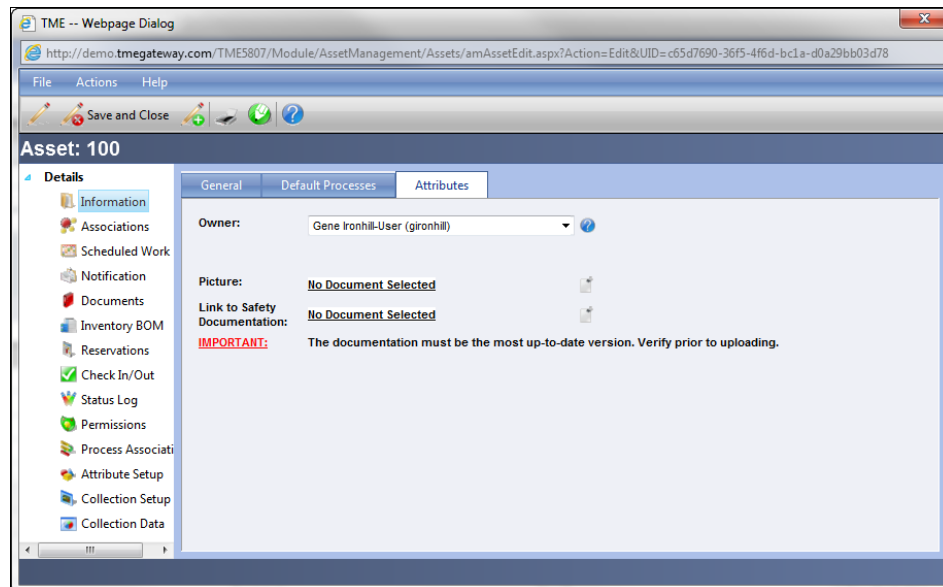 TME -- Webpage Dialog
http://demo.tmegateway.com/TME5807/Module/AssetManagement/Assets/amAssetEdit.aspx?Action=Edit&UID=c65d7690-36f5-4f6d-bc1a-d0a29bb03d78
File Actions Help
Save and Close
Asset: 100
Details
Information
Associations
Scheduled Work
Notification
Documents
Inventory BOM
Reservations
Check In/Out
Status Log
Permissions
Process Associati
Attribute Setup
Collection Setup
Collection Data
General Default Processes Attributes
Owner: Gene Ironhill-User (gironhill)
Picture: No Document Selected
Link to Safety
Documentation: No Document Selected
IMPORTANT: The documentation must be the most up-to-date version. Verify prior to uploading.